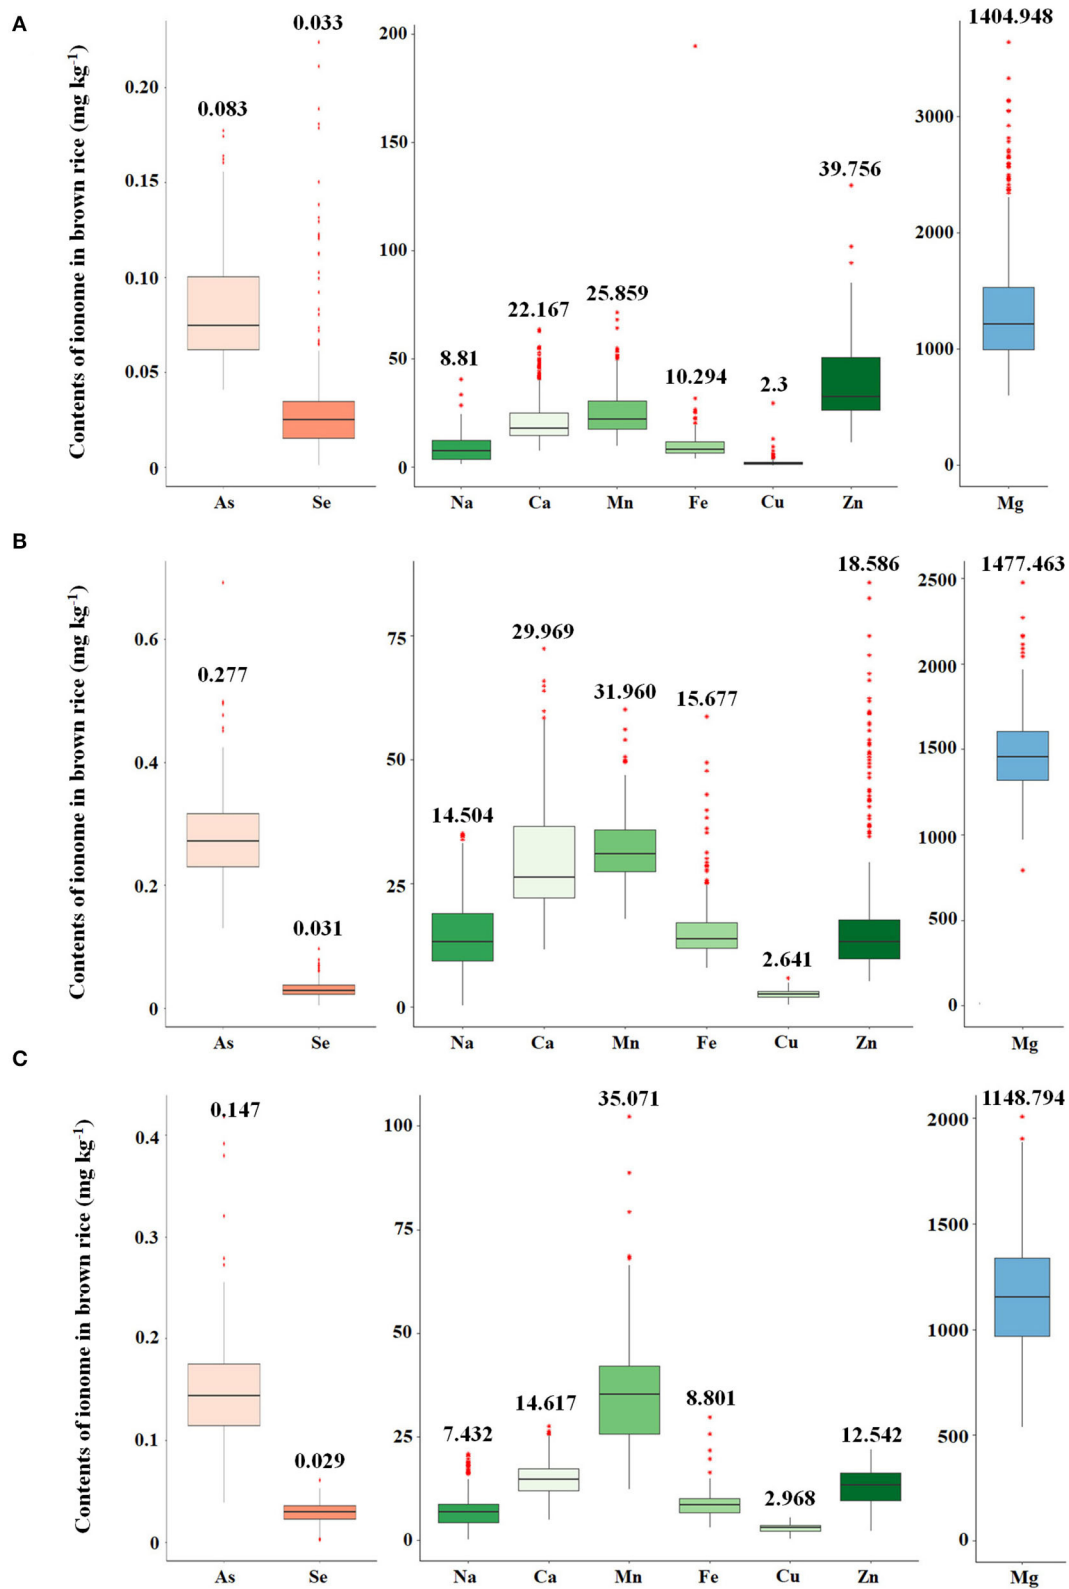 A
Contents of ionome in brown rice (mg kg-1)
0.20
0.15
0.10
0.05
0
0.083
0.033
As
Se
200
150
100
50
0
8.81
22.167
25.859
10.294
2.3
39.756
Na
Ca
Mn
Fe
Cu
Zn
1404.948
3000
2000
1000
0
Mg
B
Contents of ionome in brown rice (mg kg-1)
0.6
0.4
0.2
0
0.277
0.031
As
Se
75
50
25
0
14.504
29.969
31.960
15.677
2.641
18.586
Na
Ca
Mn
Fe
Cu
Zn
1477.463
2500
2000
1500
1000
500
0
Mg
C
Contents of ionome in brown rice (mg kg-1)
0.4
0.3
0.2
0.1
0
0.147
0.029
As
Se
100
75
50
25
0
7.432
14.617
35.071
8.801
2.968
12.542
Na
Ca
Mn
Fe
Cu
Zn
1148.794
2000
1500
1000
500
0
Mg